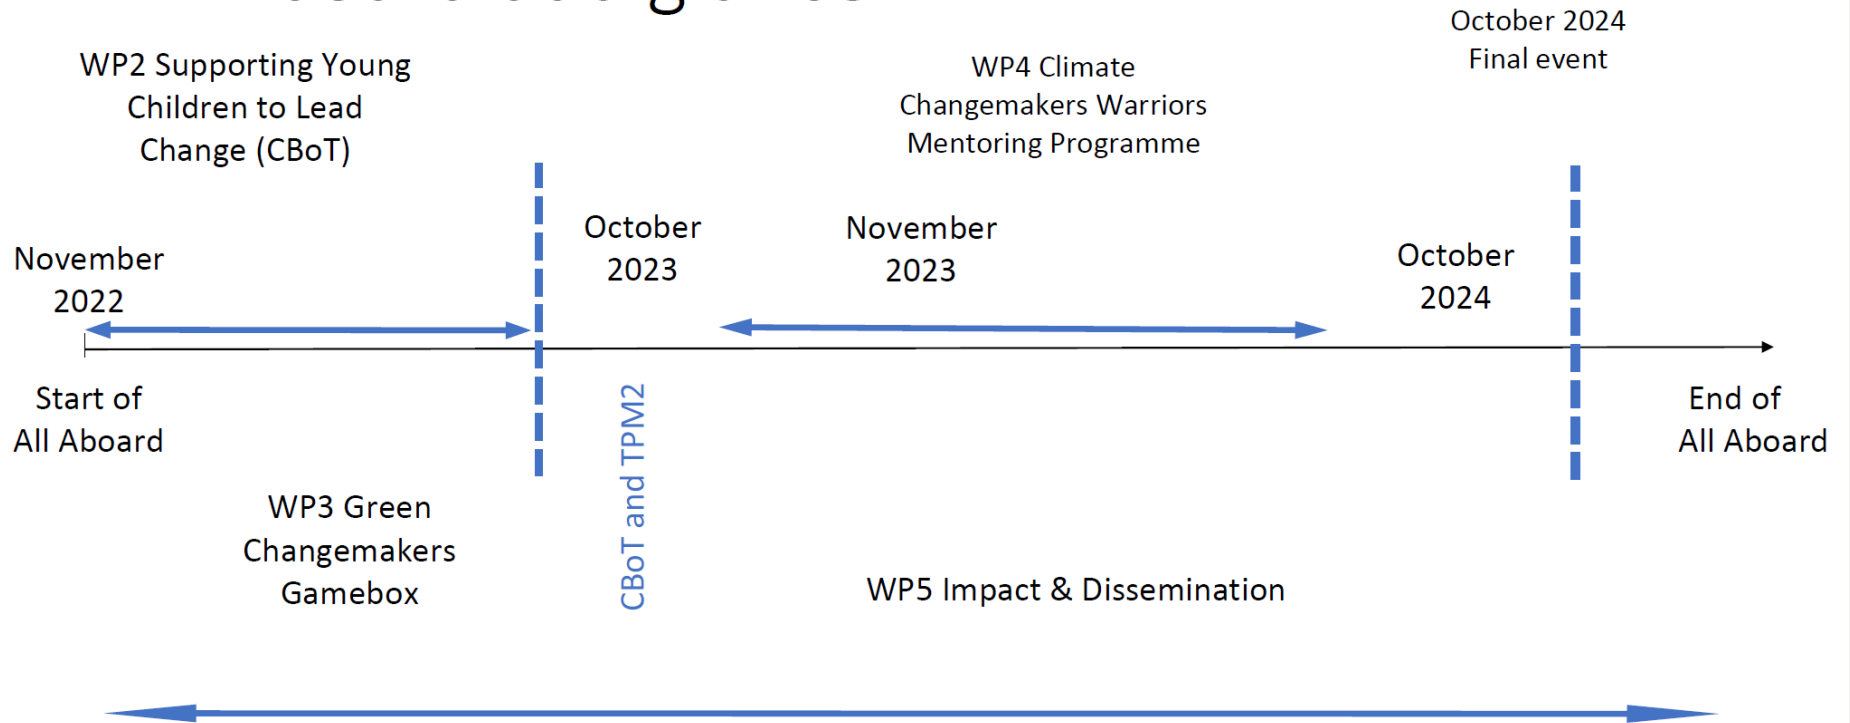 October 2024
Final event
WP2 Supporting Young
Children to Lead
Change (CBoT)
WP4 Climate
Changemakers Warriors
Mentoring Programme
November
2022
October
2023
November
2023
October
2024
Start of
All Aboard
End of
All Aboard
CBoT and TPM2
WP3 Green
Changemakers
Gamebox
WP5 Impact & Dissemination